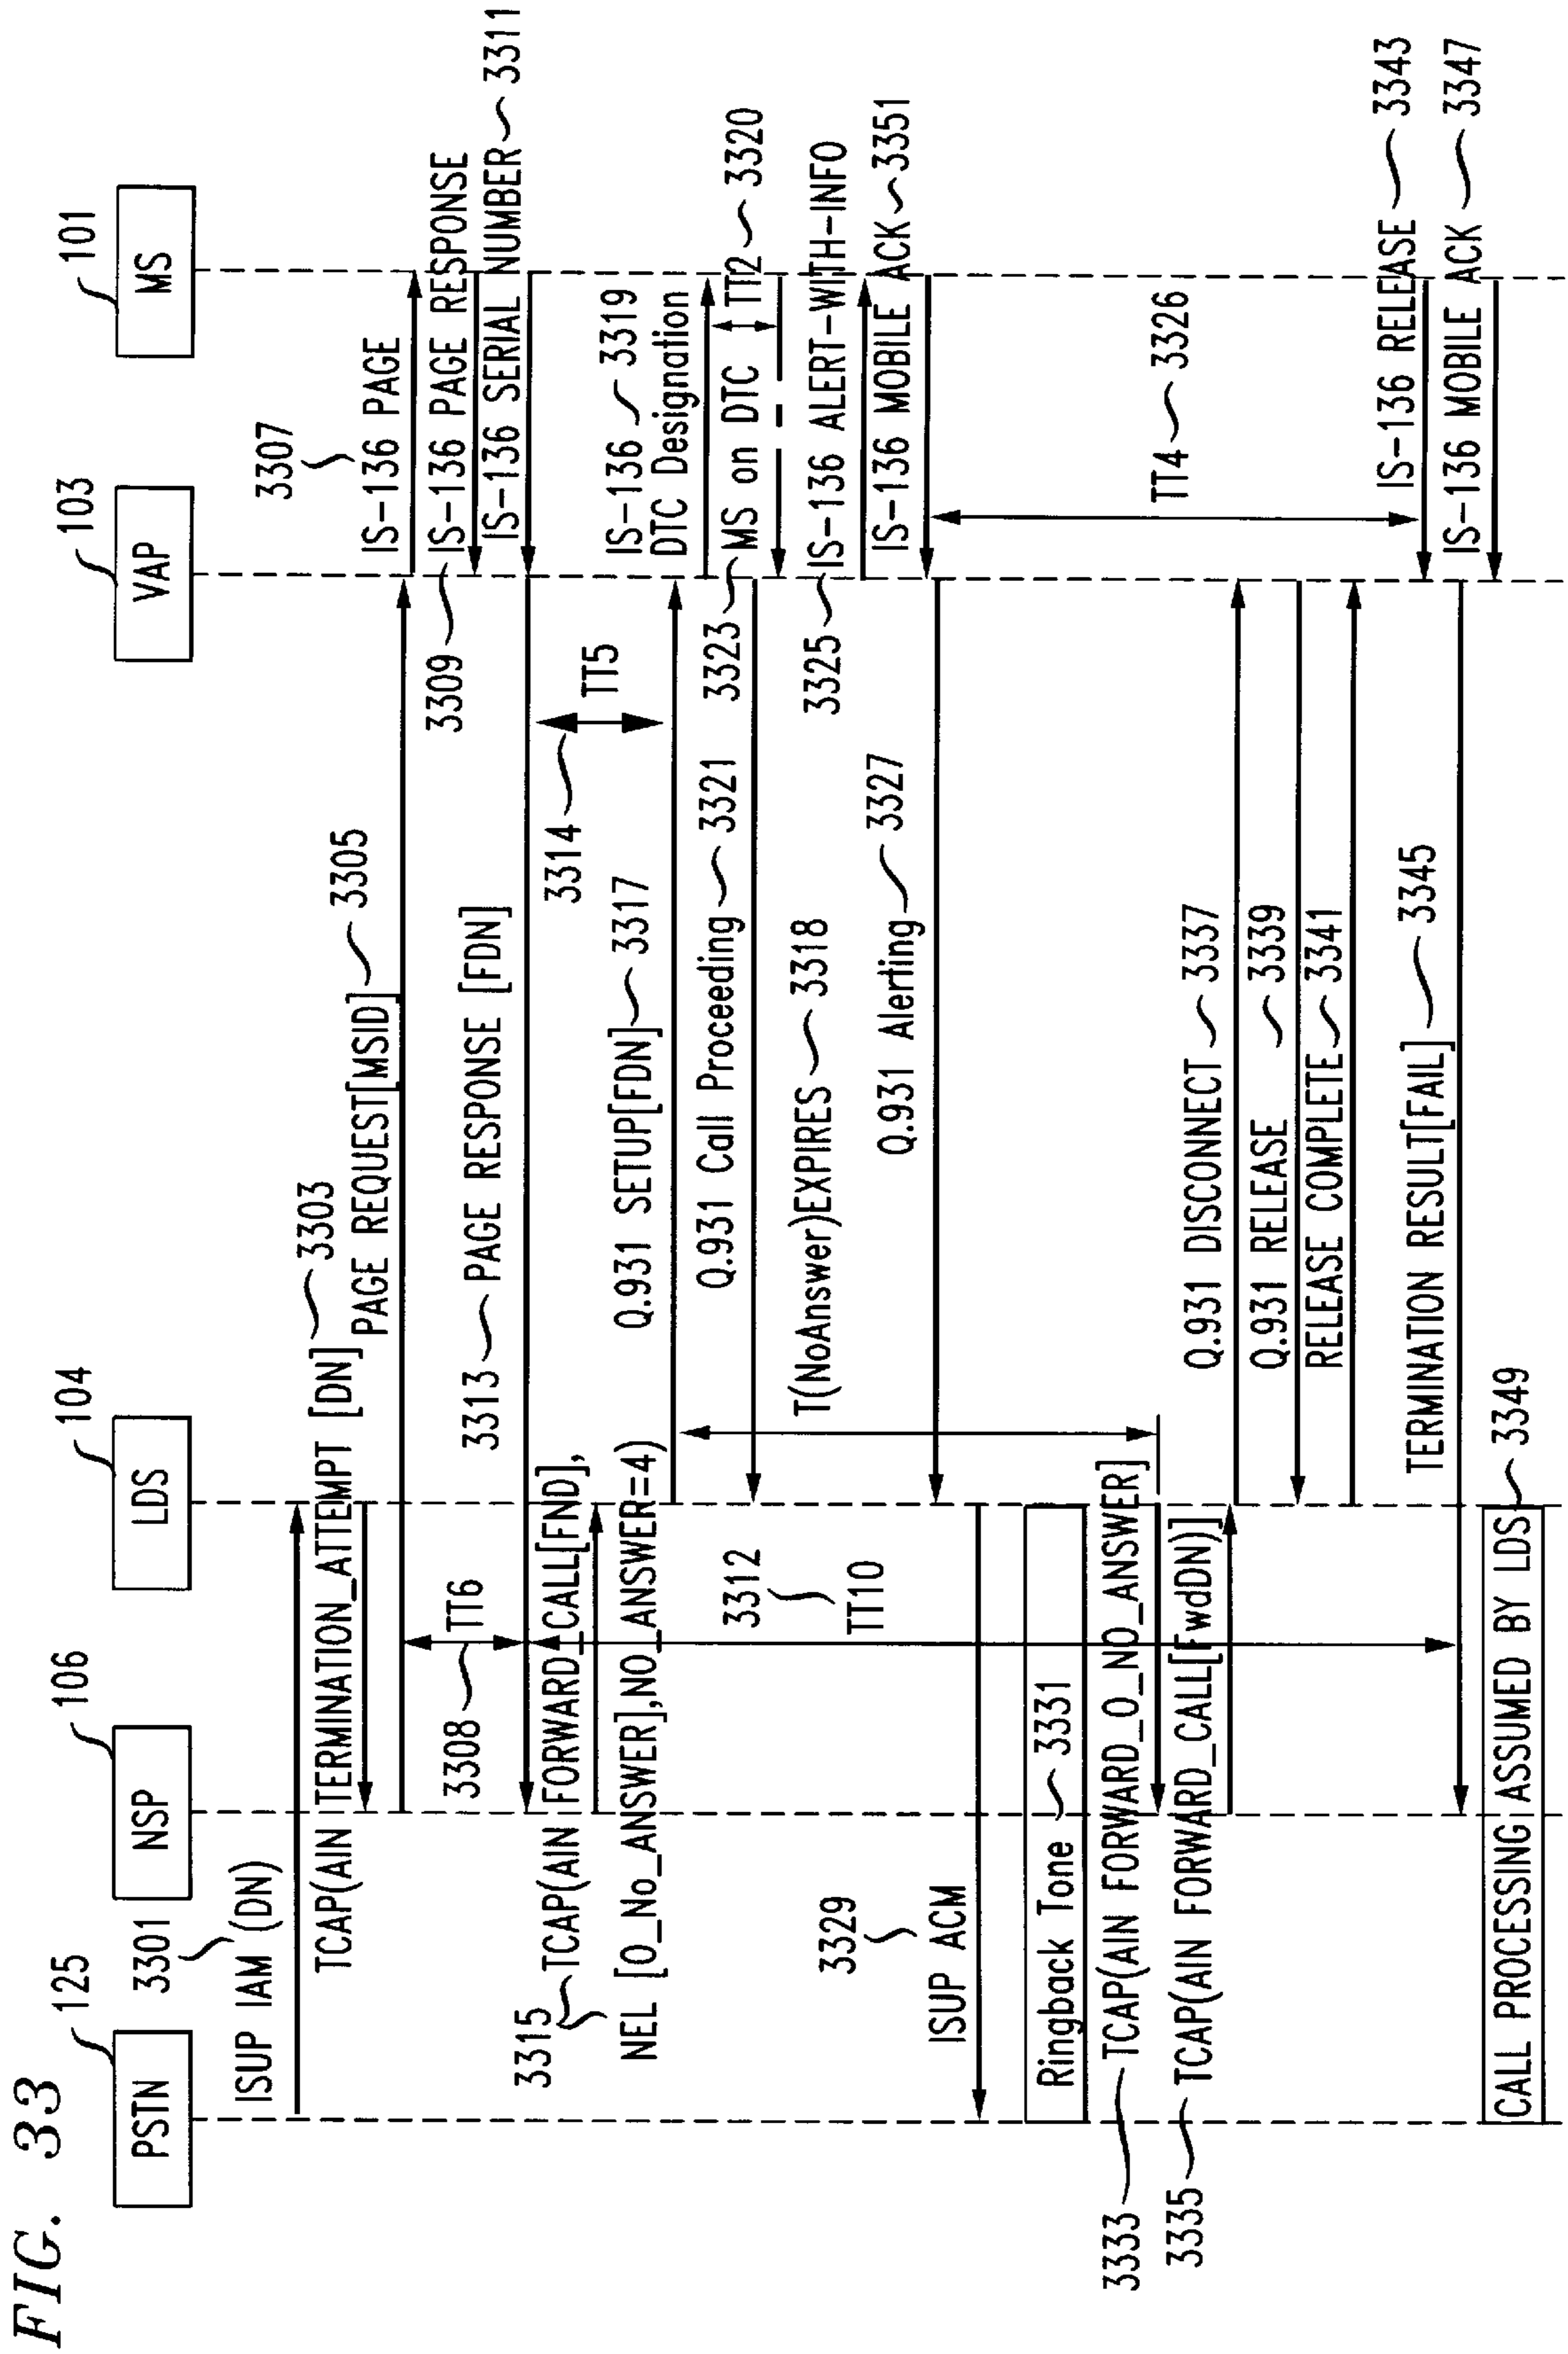 FIG. 33
PSTN
125
NSP
106
LDS
104
VAP
103
MS
101
3301
ISUP IAM (DN)
TCAP(AIN TERMINATION_ATTEMPT [DN]
3303
PAGE REQUEST[MSID]
3305
3307
IS-136 PAGE
3309
IS-136 PAGE RESPONSE
IS-136 SERIAL NUMBER
3311
3308
TT6
3313
PAGE RESPONSE [FDN]
3314
TT5
3315
TCAP(AIN FORWARD_CALL[FND],
NEL [O_No_ANSWER],NO_ANSWER=4)
Q.931 SETUP[FDN]
3317
IS-136
3319
DTC Designation
Q.931 Call Proceeding
3321
3323
MS on DTC
TT2
3320
3312
TT10
T(NoAnswer)EXPIRES
3318
3325
IS-136 ALERT-WITH-INFO
IS-136 MOBILE ACK
3351
Q.931 Alerting
3327
3329
ISUP ACM
Ringback Tone
3331
3333
TCAP(AIN FORWARD_O_NO_ANSWER]
3335
TCAP(AIN FORWARD_CALL[FwdDN)]
TT4
3326
Q.931 DISCONNECT
3337
Q.931 RELEASE
3339
RELEASE COMPLETE
3341
IS-136 RELEASE
3343
TERMINATION RESULT[FAIL]
3345
IS-136 MOBILE ACK
3347
CALL PROCESSING ASSUMED BY LDS
3349